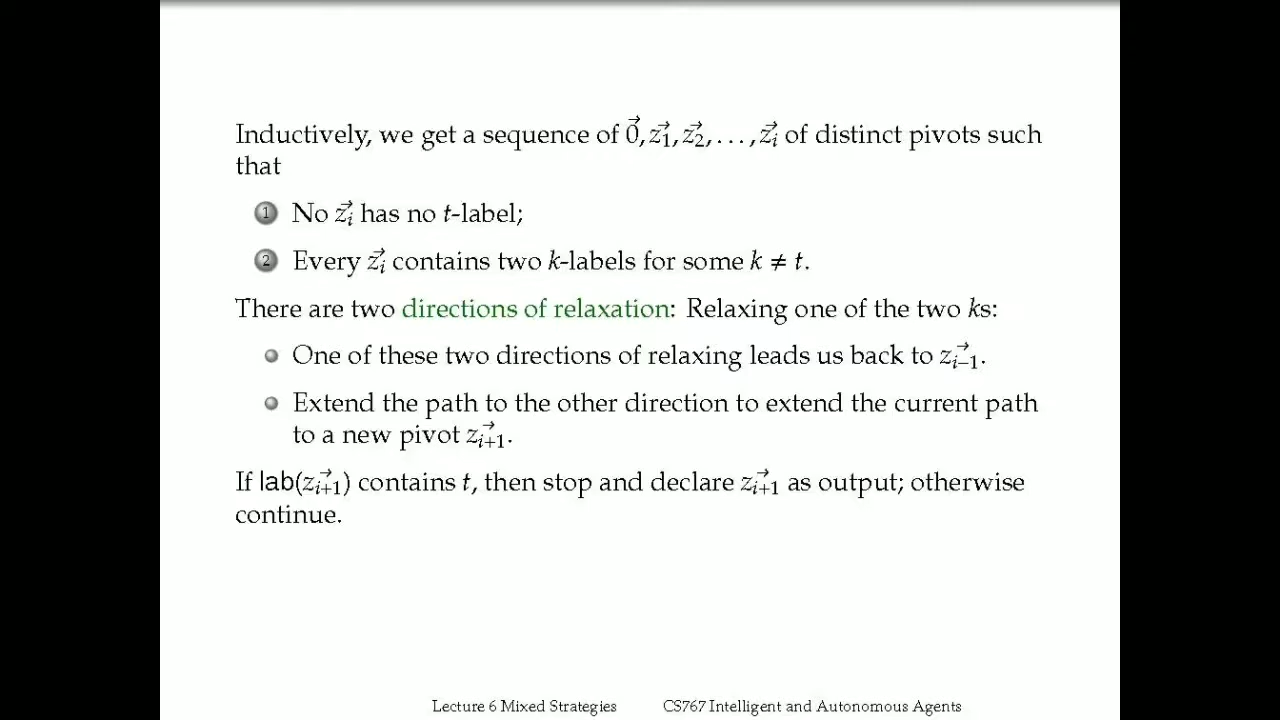 Inductively, we get a sequence of 0⃗, z⃗₁, z⃗₂, . . . , z⃗ᵢ of distinct pivots such
that
1 No z⃗ᵢ has no t-label;
2 Every z⃗ᵢ contains two k-labels for some k ≠ t.
There are two directions of relaxation: Relaxing one of the two ks:
One of these two directions of relaxing leads us back to z⃗ᵢ₋₁.
Extend the path to the other direction to extend the current path
to a new pivot z⃗ᵢ₊₁.
If lab(z⃗ᵢ₊₁) contains t, then stop and declare z⃗ᵢ₊₁ as output; otherwise
continue.
Lecture 6 Mixed Strategies CS767 Intelligent and Autonomous Agents